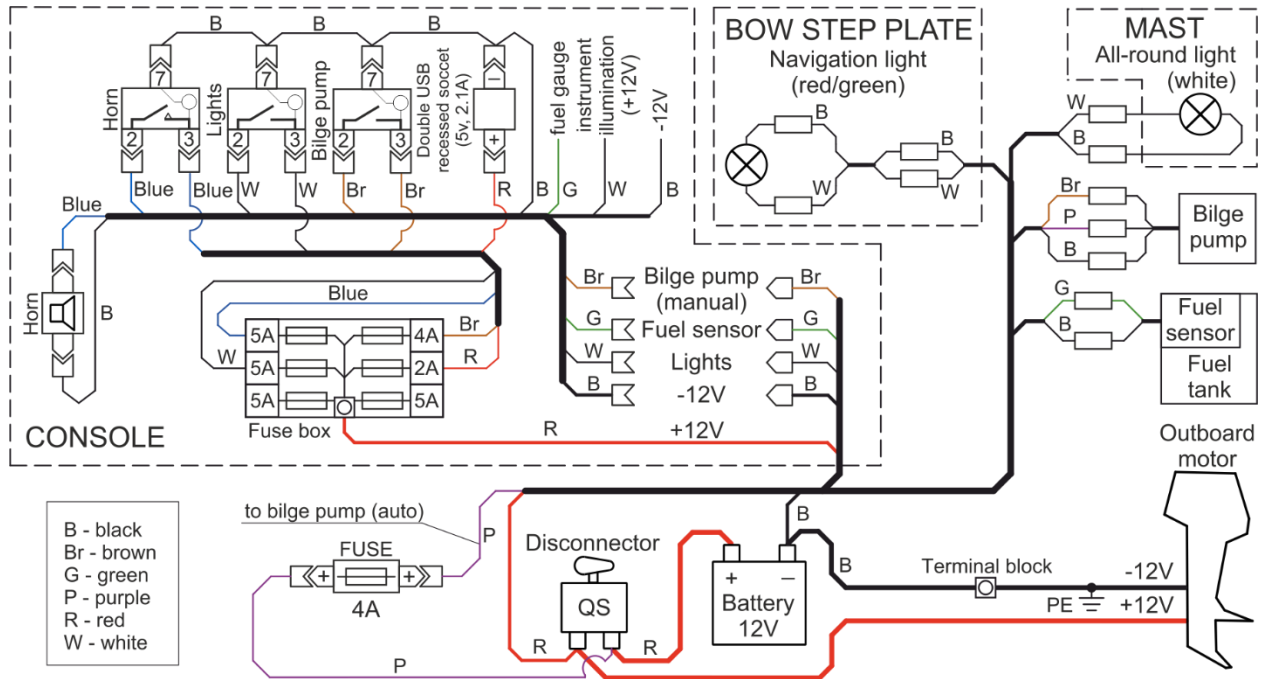 B
B
B
7
7
7
–
Horn
2
3
Lights
2
3
Bilge pump
2
3
Double USB
recessed soccet
(5v, 2.1A)
+
fuel gauge
instrument
illumination
(+12V)
-12V
Blue
Blue
W
W
Br
Br
R
B
G
W
B
Blue
Horn
B
Blue
W
5A
4A
Br
5A
2A
R
5A
5A
Fuse box
R
+12V
Br
Bilge pump
(manual)
Br
G
Fuel sensor
G
W
Lights
W
B
-12V
B
CONSOLE
BOW STEP PLATE
Navigation light
(red/green)
B
W
B
W
MAST
All-round light
(white)
W
B
Br
P
B
Bilge
pump
G
B
Fuel
sensor
Fuel
tank
Outboard
motor
B - black
Br - brown
G - green
P - purple
R - red
W - white
to bilge pump (auto)
P
FUSE
+
+
4A
P
Disconnector
QS
R
R
B
+
–
Battery
12V
B
Terminal block
PE
-12V
+12V